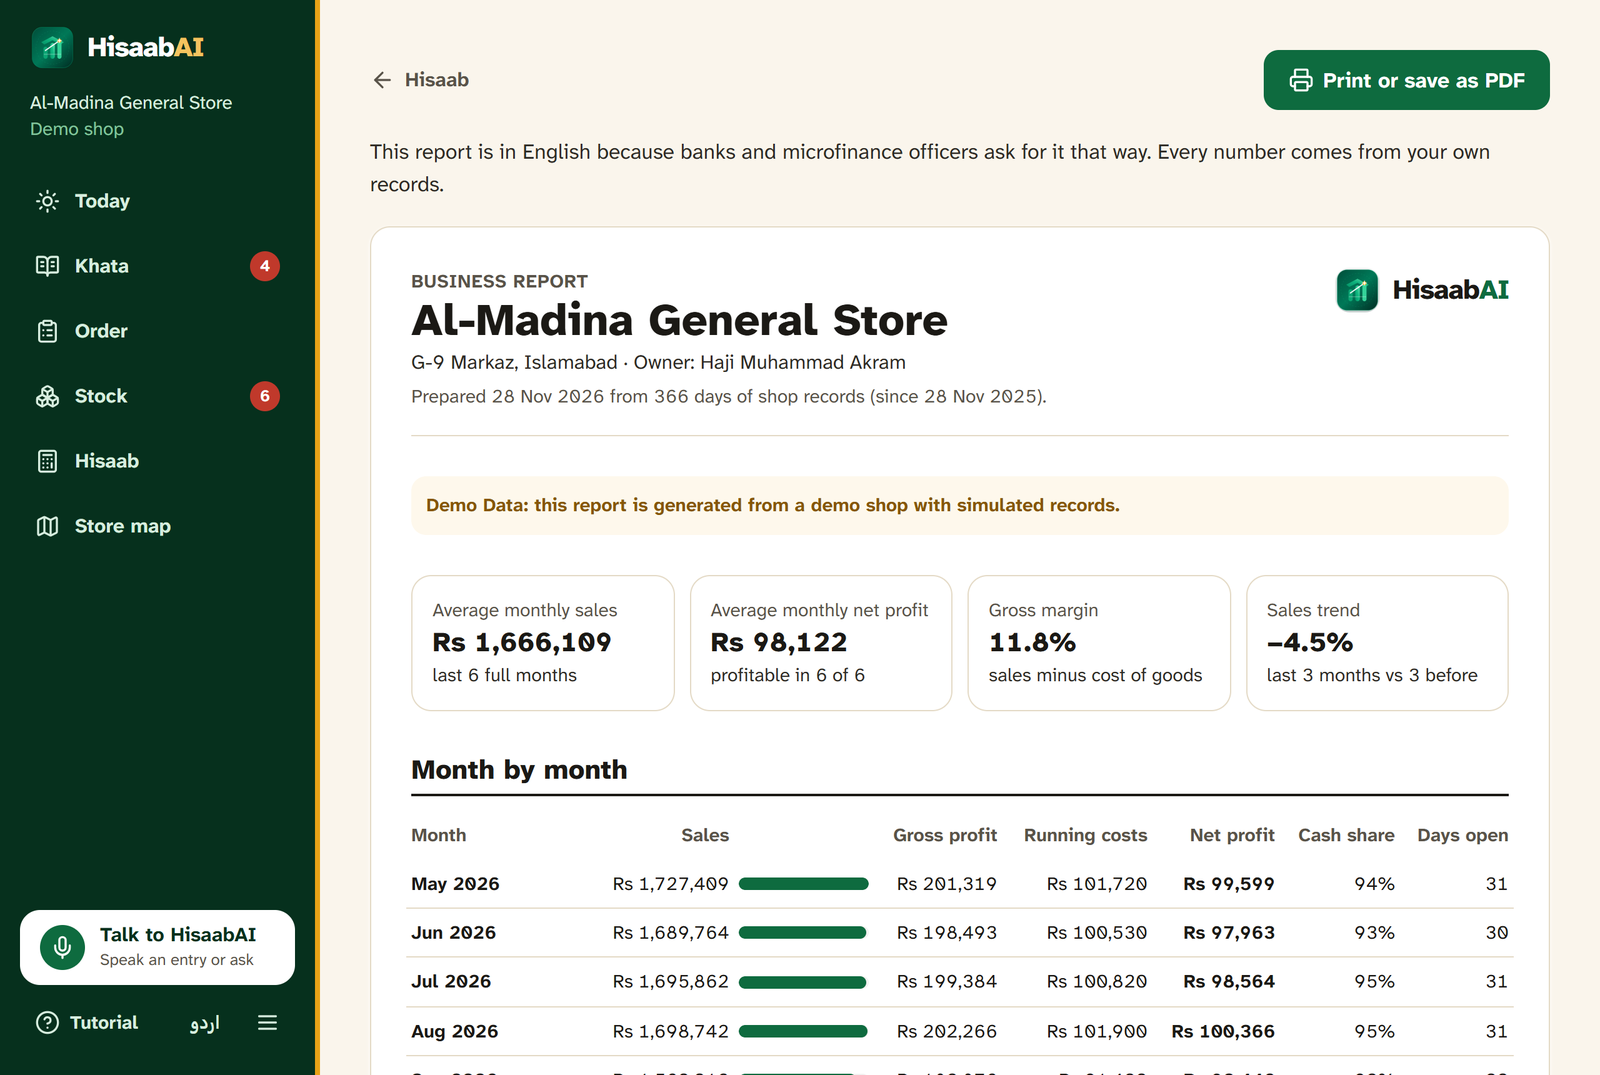 HisaabAI
Al-Madina General Store
Demo shop
Today
Khata 4
Order
Stock 6
Hisaab
Store map
Talk to HisaabAI
Speak an entry or ask
Tutorial اردو
Hisaab
Print or save as PDF
This report is in English because banks and microfinance officers ask for it that way. Every number comes from your own
records.
BUSINESS REPORT
HisaabAI
Al-Madina General Store
G-9 Markaz, Islamabad · Owner: Haji Muhammad Akram
Prepared 28 Nov 2026 from 366 days of shop records (since 28 Nov 2025).
Demo Data: this report is generated from a demo shop with simulated records.
Average monthly sales
Rs 1,666,109
last 6 full months
Average monthly net profit
Rs 98,122
profitable in 6 of 6
Gross margin
11.8%
sales minus cost of goods
Sales trend
–4.5%
last 3 months vs 3 before
Month by month
Month Sales Gross profit Running costs Net profit Cash share Days open
May 2026 Rs 1,727,409 Rs 201,319 Rs 101,720 Rs 99,599 94% 31
Jun 2026 Rs 1,689,764 Rs 198,493 Rs 100,530 Rs 97,963 93% 30
Jul 2026 Rs 1,695,862 Rs 199,384 Rs 100,820 Rs 98,564 95% 31
Aug 2026 Rs 1,698,742 Rs 202,266 Rs 101,900 Rs 100,366 95% 31